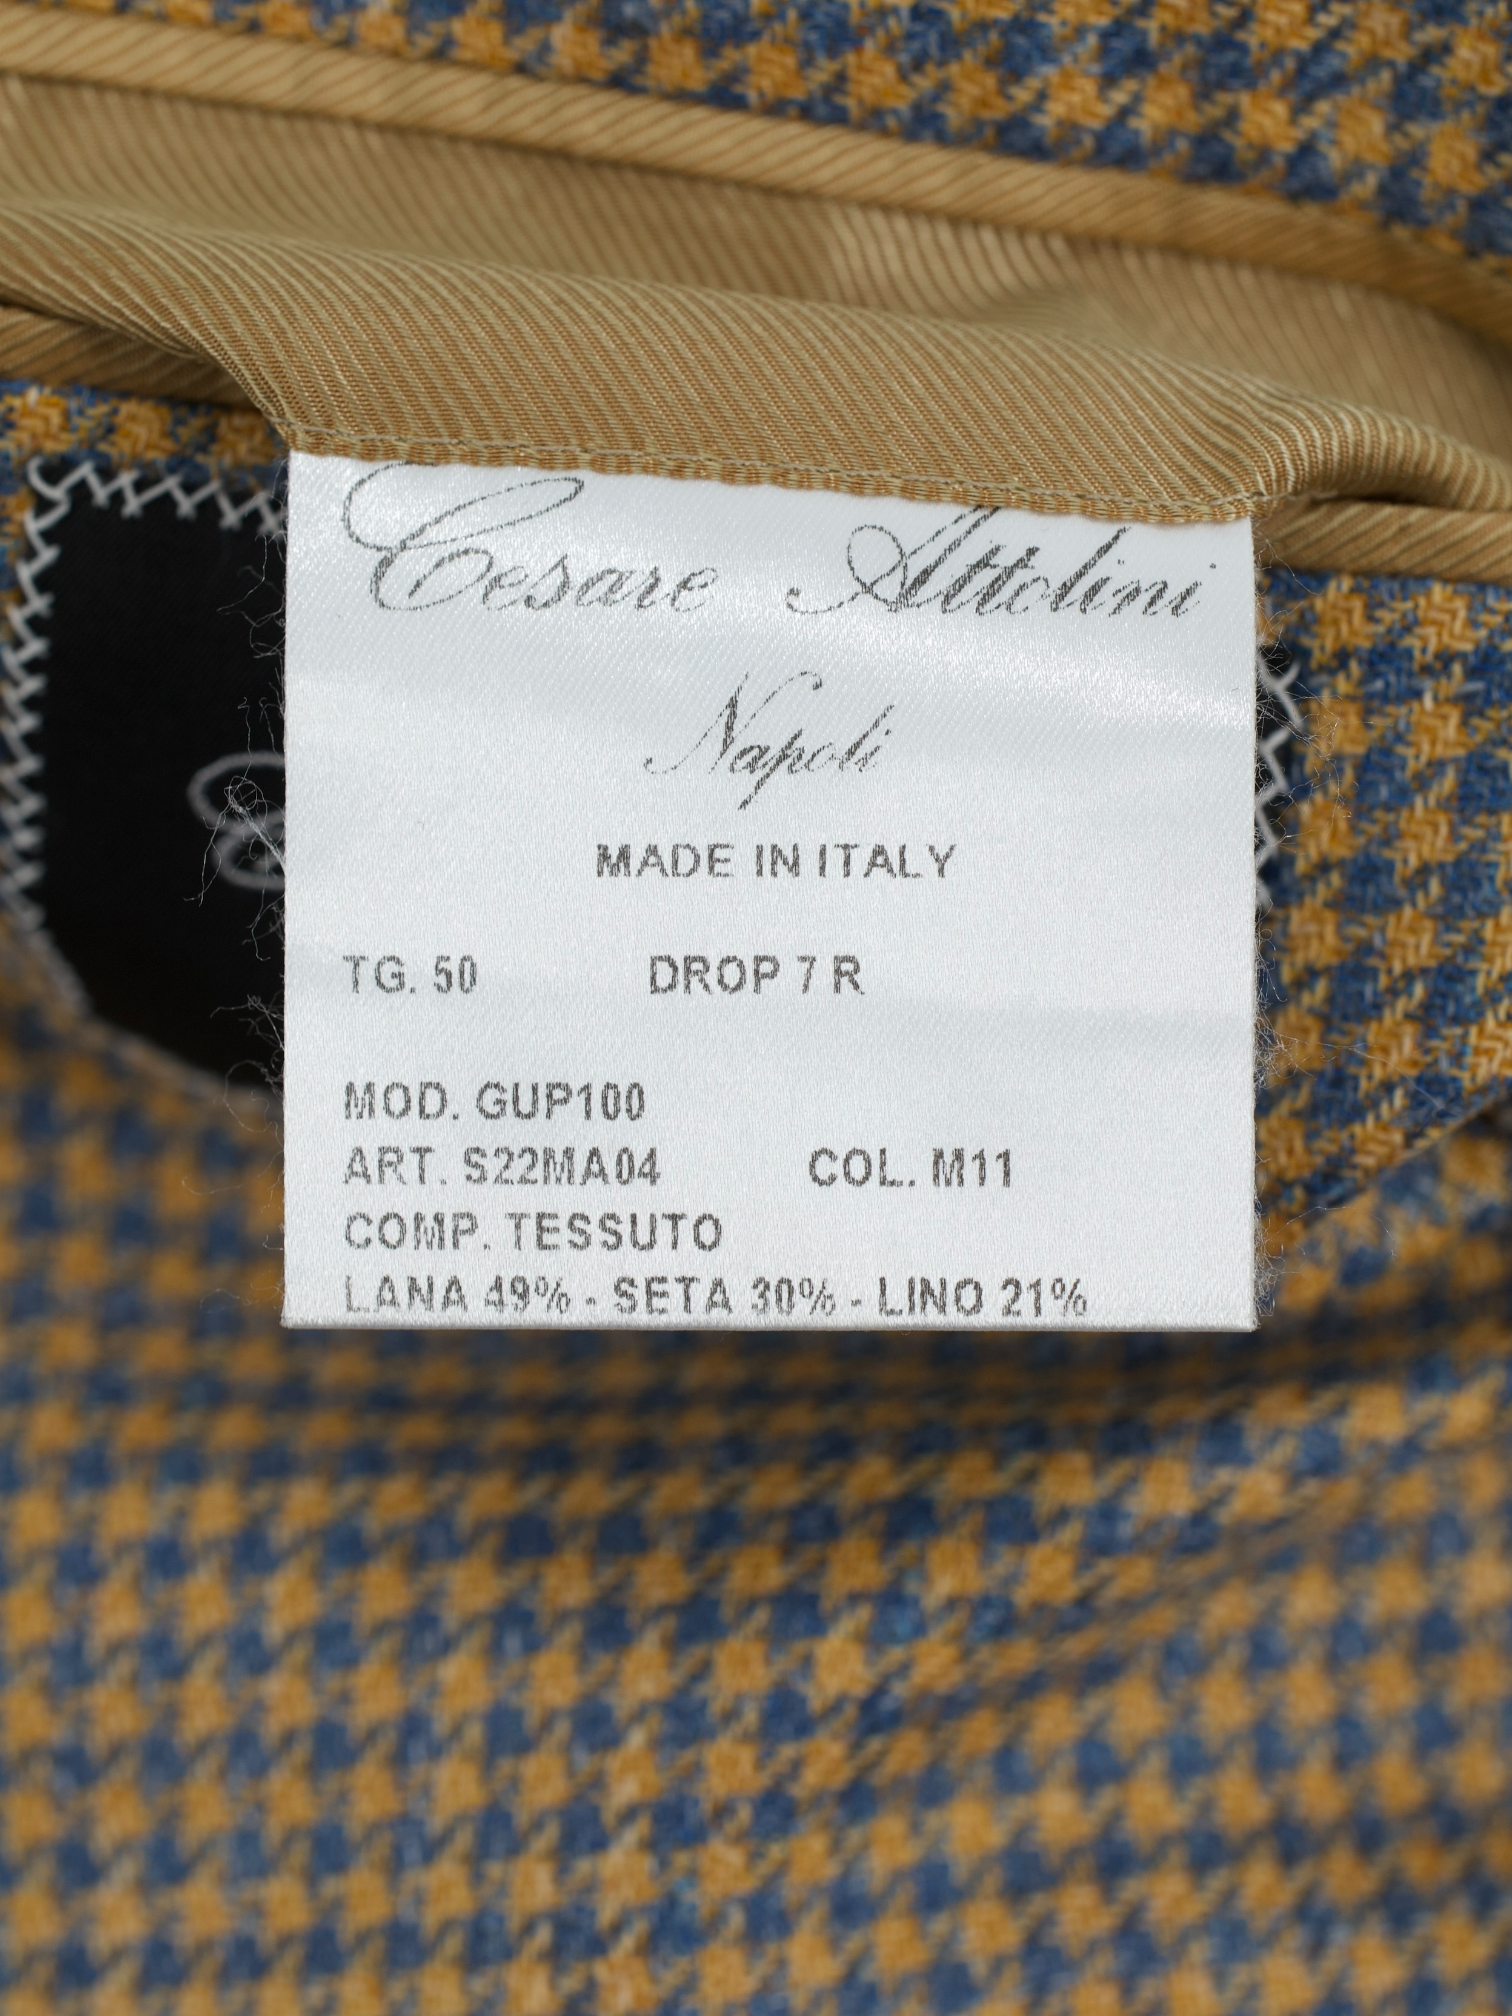 Cesare Attolini
Napoli
MADE IN ITALY
TG. 50 DROP 7 R
MOD. GUP100
ART. S22MA04 COL. M11
COMP. TESSUTO
LANA 49% - SETA 30% - LINO 21%